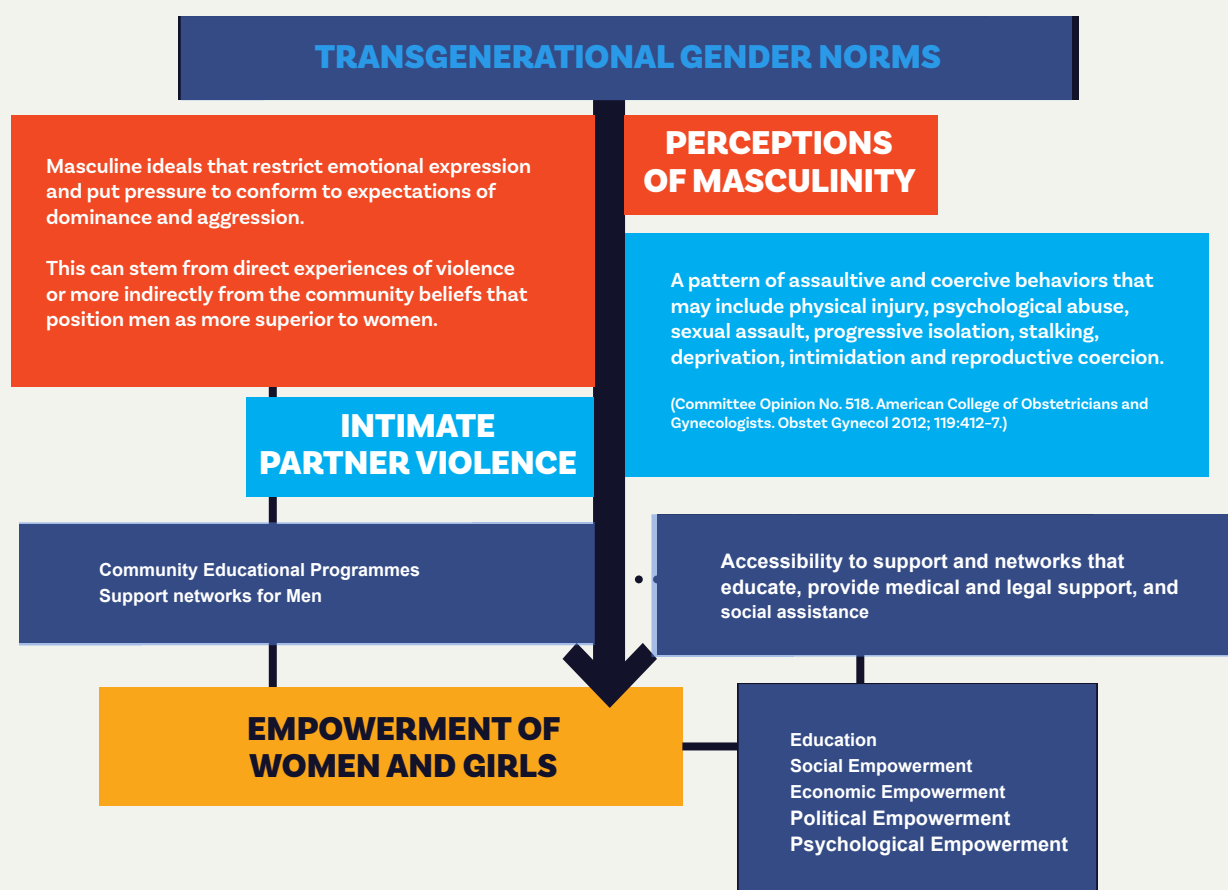 TRANSGENERATIONAL GENDER NORMS
Masculine ideals that restrict emotional expression
and put pressure to conform to expectations of
dominance and aggression.
This can stem from direct experiences of violence
or more indirectly from the community beliefs that
position men as more superior to women.
PERCEPTIONS
OF MASCULINITY
A pattern of assaultive and coercive behaviors that
may include physical injury, psychological abuse,
sexual assault, progressive isolation, stalking,
deprivation, intimidation and reproductive coercion.
(Committee Opinion No. 518. American College of Obstetricians and
Gynecologists. Obstet Gynecol 2012; 119:412–7.)
INTIMATE
PARTNER VIOLENCE
Community Educational Programmes
Support networks for Men
Accessibility to support and networks that
educate, provide medical and legal support, and
social assistance
EMPOWERMENT OF
WOMEN AND GIRLS
Education
Social Empowerment
Economic Empowerment
Political Empowerment
Psychological Empowerment